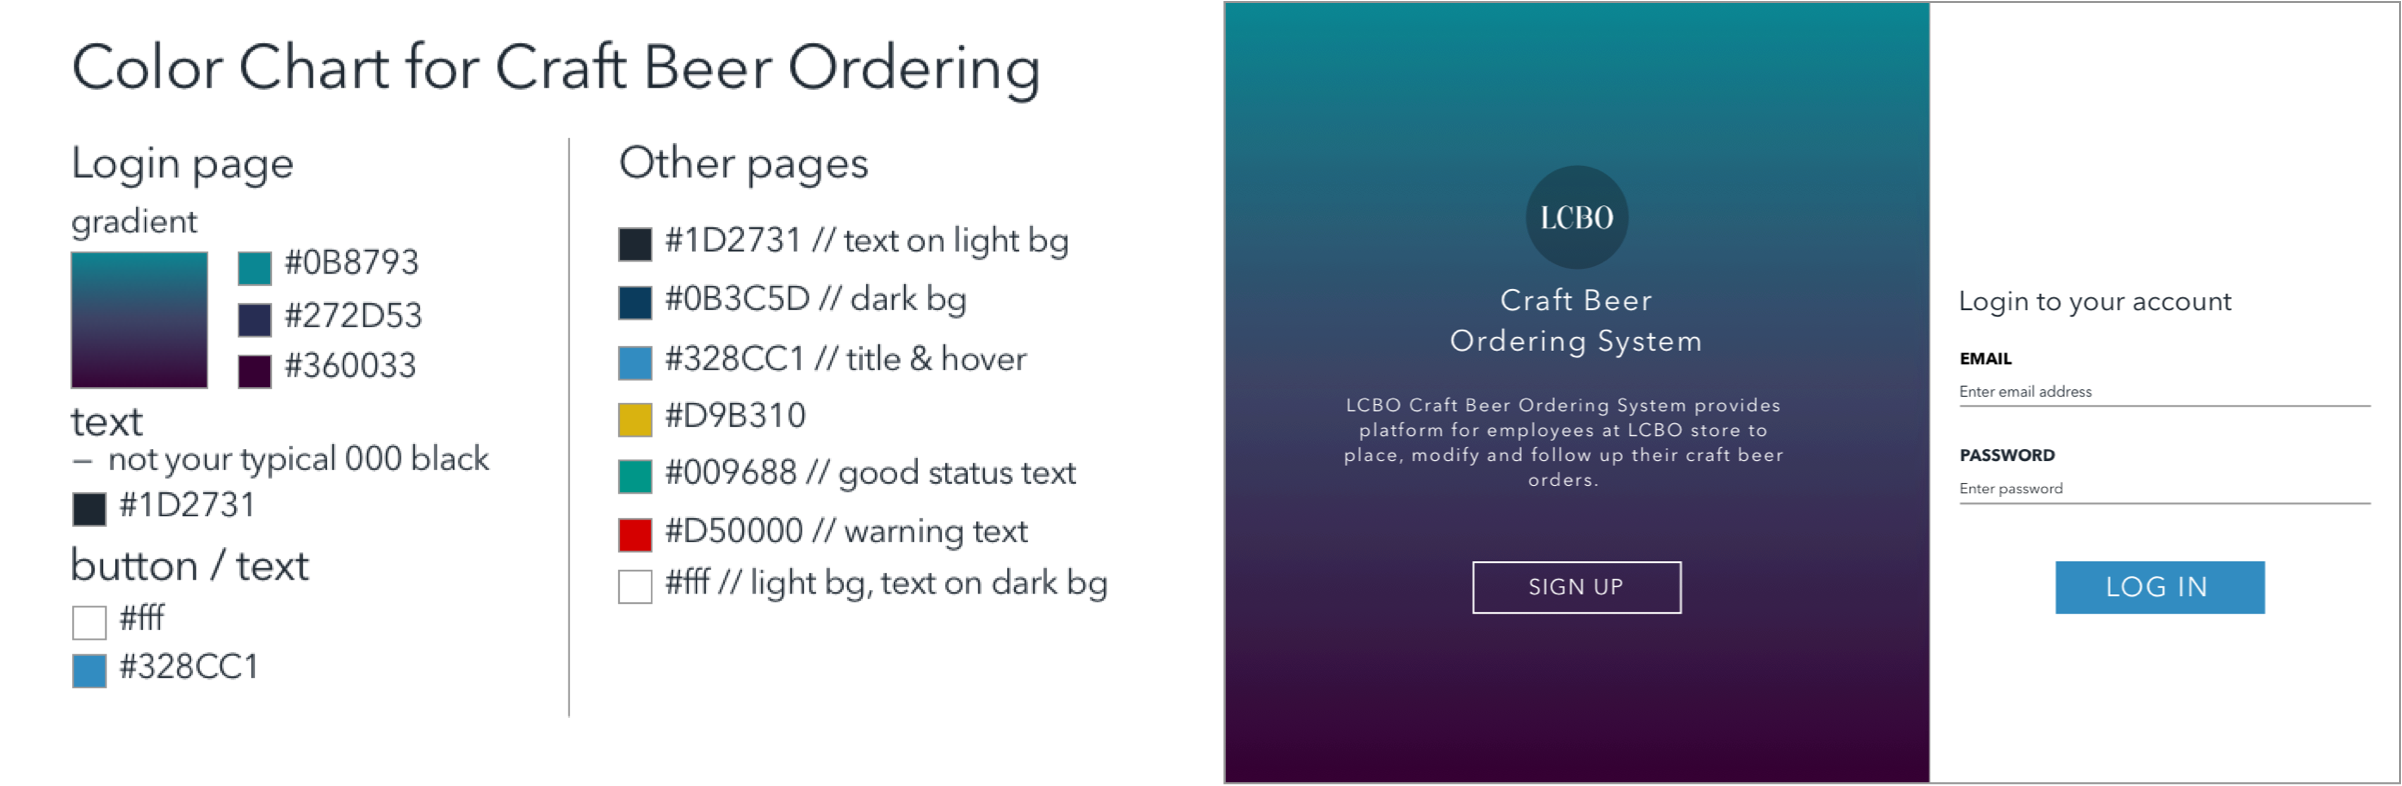 Color Chart for Craft Beer Ordering
Login page
gradient
#0B8793
#272D53
#360033
text
– not your typical 000 black
#1D2731
button / text
#fff
#328CC1
Other pages
#1D2731 // text on light bg
#0B3C5D // dark bg
#328CC1 // title & hover
#D9B310
#009688 // good status text
#D50000 // warning text
#fff // light bg, text on dark bg
LCBO
Craft Beer
Ordering System
LCBO Craft Beer Ordering System provides
platform for employees at LCBO store to
place, modify and follow up their craft beer
orders.
SIGN UP
Login to your account
EMAIL
Enter email address
PASSWORD
Enter password
LOG IN